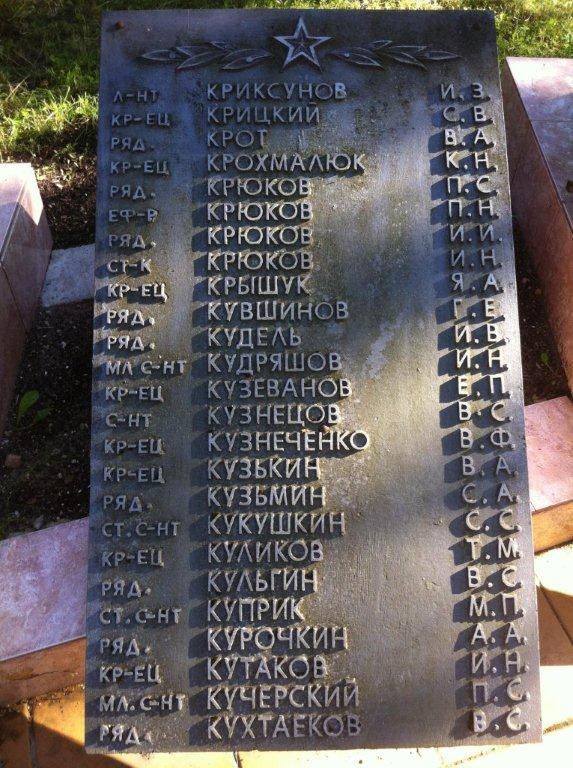 Л-НТ КРИКСУНОВ И.З.
КР-ЕЦ КРИЦКИЙ С.В.
РЯД. КРОТ В.А.
КР-ЕЦ КРОХМАЛЮК К.Н.
РЯД. КРЮКОВ П.С.
ЕФ-Р КРЮКОВ П.Н.
РЯД. КРЮКОВ И.И.
СТ-К КРЮКОВ И.Н.
КР-ЕЦ КРЫШУК Я.А.
РЯД. КУВШИНОВ Г.Е.
РЯД. КУДЕЛЬ И.В.
МЛ.С-НТ КУДРЯШОВ И.Н.
КР-ЕЦ КУЗЕВАНОВ Е.П.
С-НТ КУЗНЕЦОВ В.С.
КР-ЕЦ КУЗНЕЧЕНКО В.Ф.
КР-ЕЦ КУЗЬКИН В.А.
РЯД. КУЗЬМИН С.А.
СТ.С-НТ КУКУШКИН С.С.
КР-ЕЦ КУЛИКОВ Т.М.
РЯД. КУЛЬГИН В.С.
СТ.С-НТ КУПРИК М.П.
РЯД. КУРОЧКИН А.А.
КР-ЕЦ КУТАКОВ И.Н.
МЛ.С-НТ КУЧЕРСКИЙ П.С.
РЯД. КУХТАЕКОВ В.С.